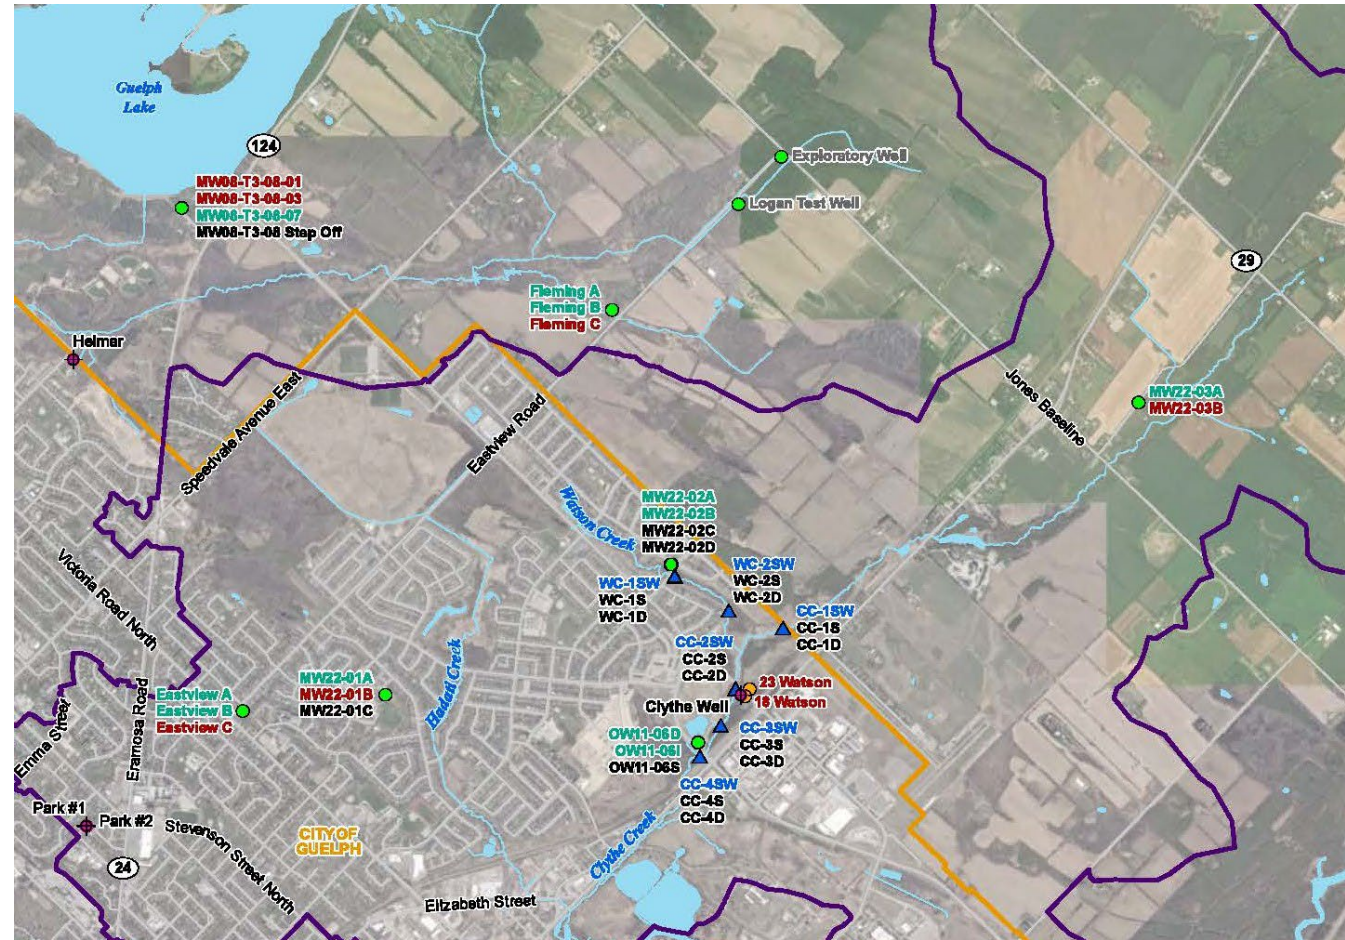 Guelph
Lake
124
Exploratory Well
MW08-T3-08-01
MW08-T3-08-03
MW08-T3-08-07
MW08-T3-08 Step Off
Logan Test Well
29
Fleming A
Fleming B
Fleming C
Helmar
Jones Baseline
MW22-03A
MW22-03B
Speedvale Avenue East
Eastview Road
Watson Creek
MW22-02A
MW22-02B
MW22-02C
MW22-02D
Victoria Road North
WC-1SW
WC-1S
WC-1D
WC-2SW
WC-2S
WC-2D
CC-1SW
CC-1S
CC-1D
CC-2SW
CC-2S
CC-2D
Hadati Creek
MW22-01A
MW22-01B
MW22-01C
Eastview A
Eastview B
Eastview C
Emma Street
Eramosa Road
23 Watson
18 Watson
Clythe Well
OW11-06D
OW11-06I
OW11-06S
CC-3SW
CC-3S
CC-3D
CC-4SW
CC-4S
CC-4D
Park #1
Park #2
Stevenson Street North
CITY OF
GUELPH
Clythe Creek
24
Elizabeth Street